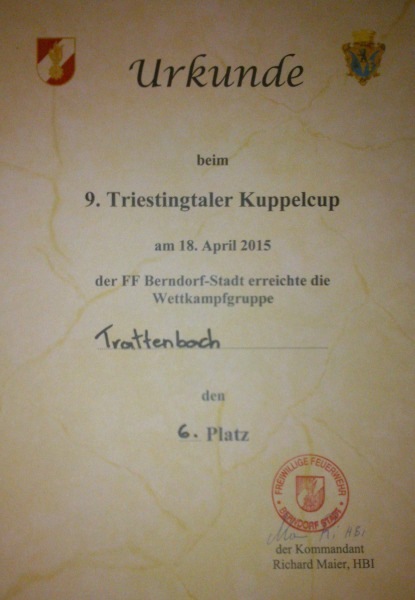 Urkunde
beim
9. Triestingtaler Kuppelcup
am 18. April 2015
der FF Berndorf-Stadt erreichte die
Wettkampfgruppe
Trattenbach
den
6. Platz
FREIWILLIGE FEUERWEHR
BERNDORF STADT
der Kommandant
Richard Maier, HBI